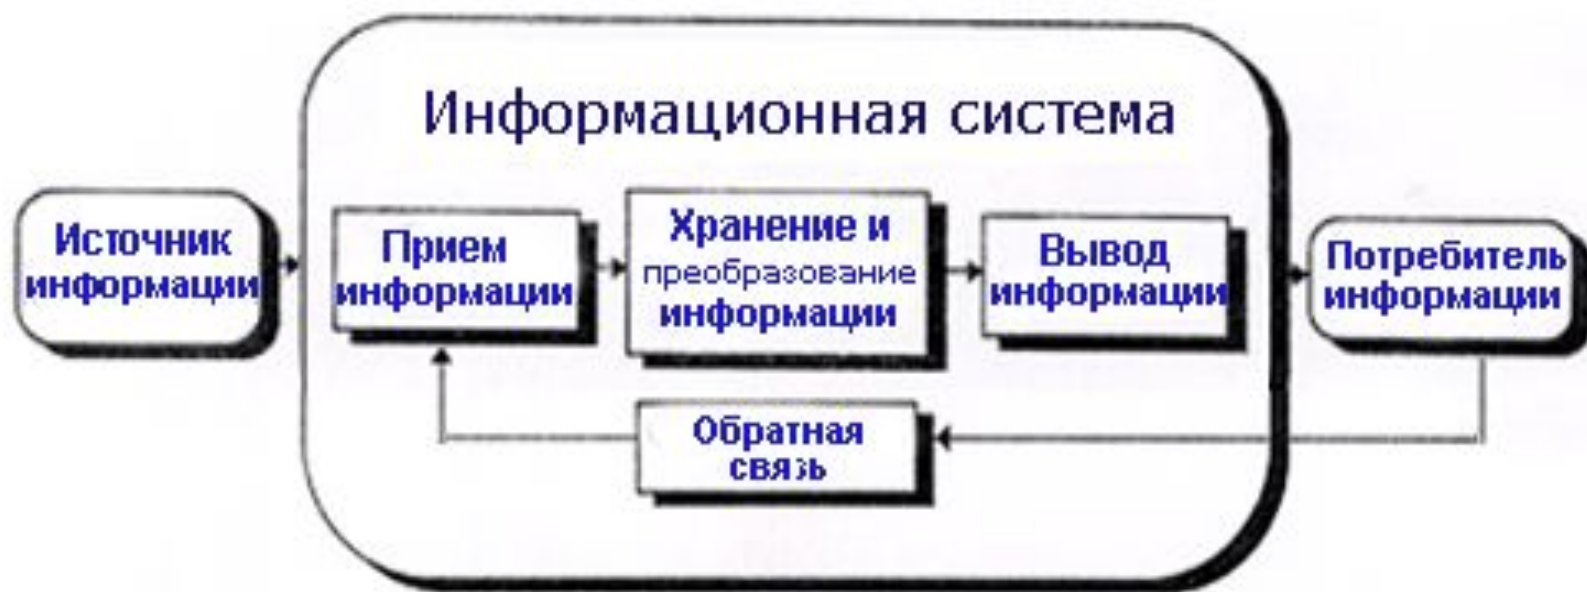 Информационная система
Источник
информации
Прием
информации
Хранение и
преобразование
информации
Вывод
информации
Потребитель
информации
Обратная
связь